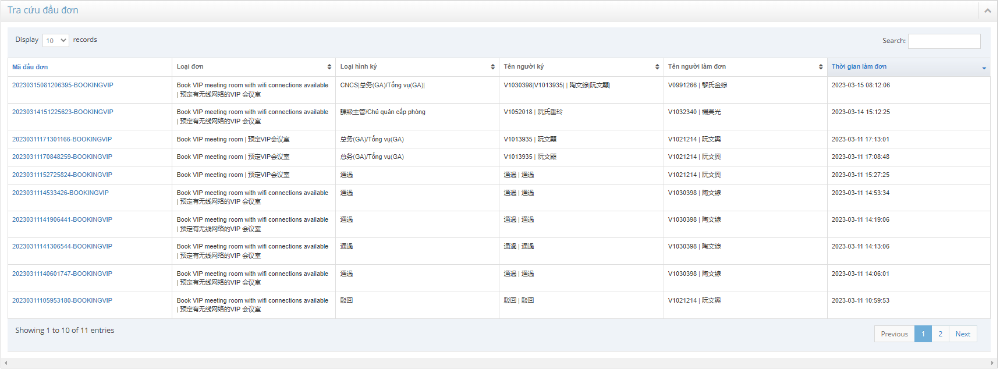 Tra cứu đầu đơn
Display 10 records
Search:
Mã đầu đơn Loại đơn Loại hình ký Tên người ký Tên người làm đơn Thời gian làm đơn
20230315081206395-BOOKINGVIP Book VIP meeting room with wifi connections available CNCS|总务(GA)/Tổng vụ(GA)| V1030398|V1013935| | 陶文線|阮文顯| V0991266 | 黎氏金線 2023-03-15 08:12:06
| 预定有无线网络的VIP 会议室
20230314151225623-BOOKINGVIP Book VIP meeting room with wifi connections available 課級主管/Chủ quản cấp phòng V1052018 | 阮氏垂玲 V1032340 | 楊吳光 2023-03-14 15:12:25
| 预定有无线网络的VIP 会议室
20230311171301166-BOOKINGVIP Book VIP meeting room | 预定VIP会议室 总务(GA)/Tổng vụ(GA) V1013935 | 阮文顯 V1021214 | 阮文輿 2023-03-11 17:13:01
20230311170848259-BOOKINGVIP Book VIP meeting room | 预定VIP会议室 总务(GA)/Tổng vụ(GA) V1013935 | 阮文顯 V1021214 | 阮文輿 2023-03-11 17:08:48
20230311152725824-BOOKINGVIP Book VIP meeting room | 预定VIP会议室 通過 通過 | 通過 V1021214 | 阮文輿 2023-03-11 15:27:25
2023031114533426-BOOKINGVIP Book VIP meeting room with wifi connections available 通過 通過 | 通過 V1030398 | 陶文線 2023-03-11 14:53:34
| 预定有无线网络的VIP 会议室
20230311141906441-BOOKINGVIP Book VIP meeting room with wifi connections available 通過 通過 | 通過 V1030398 | 陶文線 2023-03-11 14:19:06
| 预定有无线网络的VIP 会议室
20230311141306544-BOOKINGVIP Book VIP meeting room with wifi connections available 通過 通過 | 通過 V1030398 | 陶文線 2023-03-11 14:13:06
| 预定有无线网络的VIP 会议室
20230311140601747-BOOKINGVIP Book VIP meeting room with wifi connections available 通過 通過 | 通過 V1030398 | 陶文線 2023-03-11 14:06:01
| 预定有无线网络的VIP 会议室
20230311105953180-BOOKINGVIP Book VIP meeting room with wifi connections available 駁回 駁回 | 駁回 V1021214 | 阮文輿 2023-03-11 10:59:53
| 预定有无线网络的VIP 会议室
Showing 1 to 10 of 11 entries
Previous 1 2 Next